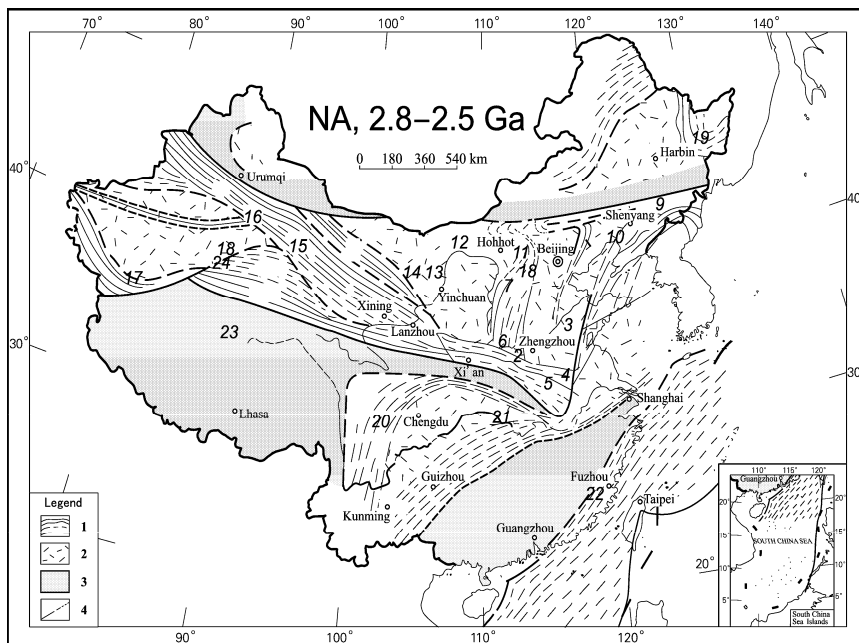 70° 80° 90° 100° 110° 120° 130° 140°
NA, 2.8–2.5 Ga
0 180 360 540 km
19
Harbin
40°
Urumqi
40°
9
Shenyang
16
12
Hohhot
11
Beijing
10
15
18
24
14 13
18
17
Yinchuan
7
Xining
3
23
Lanzhou
6
Zhengzhou
2
30°
Xi' an
4
30°
5
Shanghai
Lhasa
20
Chengdu
21
Guizhou
Fuzhou
22
Taipei
Kunming
Guangzhou
20°
Legend
1
2
3
4
110° 115° 120°
Guangzhou
20°
20°
SOUTH CHINA SEA
15°
15°
10°
10°
5°
5°
South China
Sea Islands
90° 100° 110° 120°